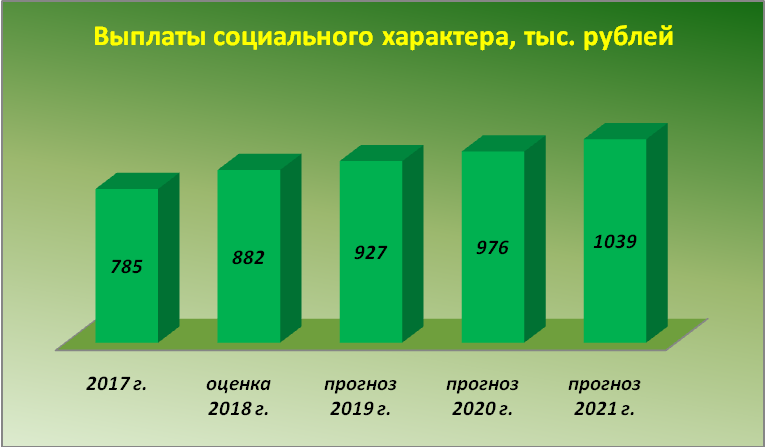 Выплаты социального характера, тыс. рублей
785
882
927
976
1039
2017 г.
оценка
2018 г.
прогноз
2019 г.
прогноз
2020 г.
прогноз
2021 г.